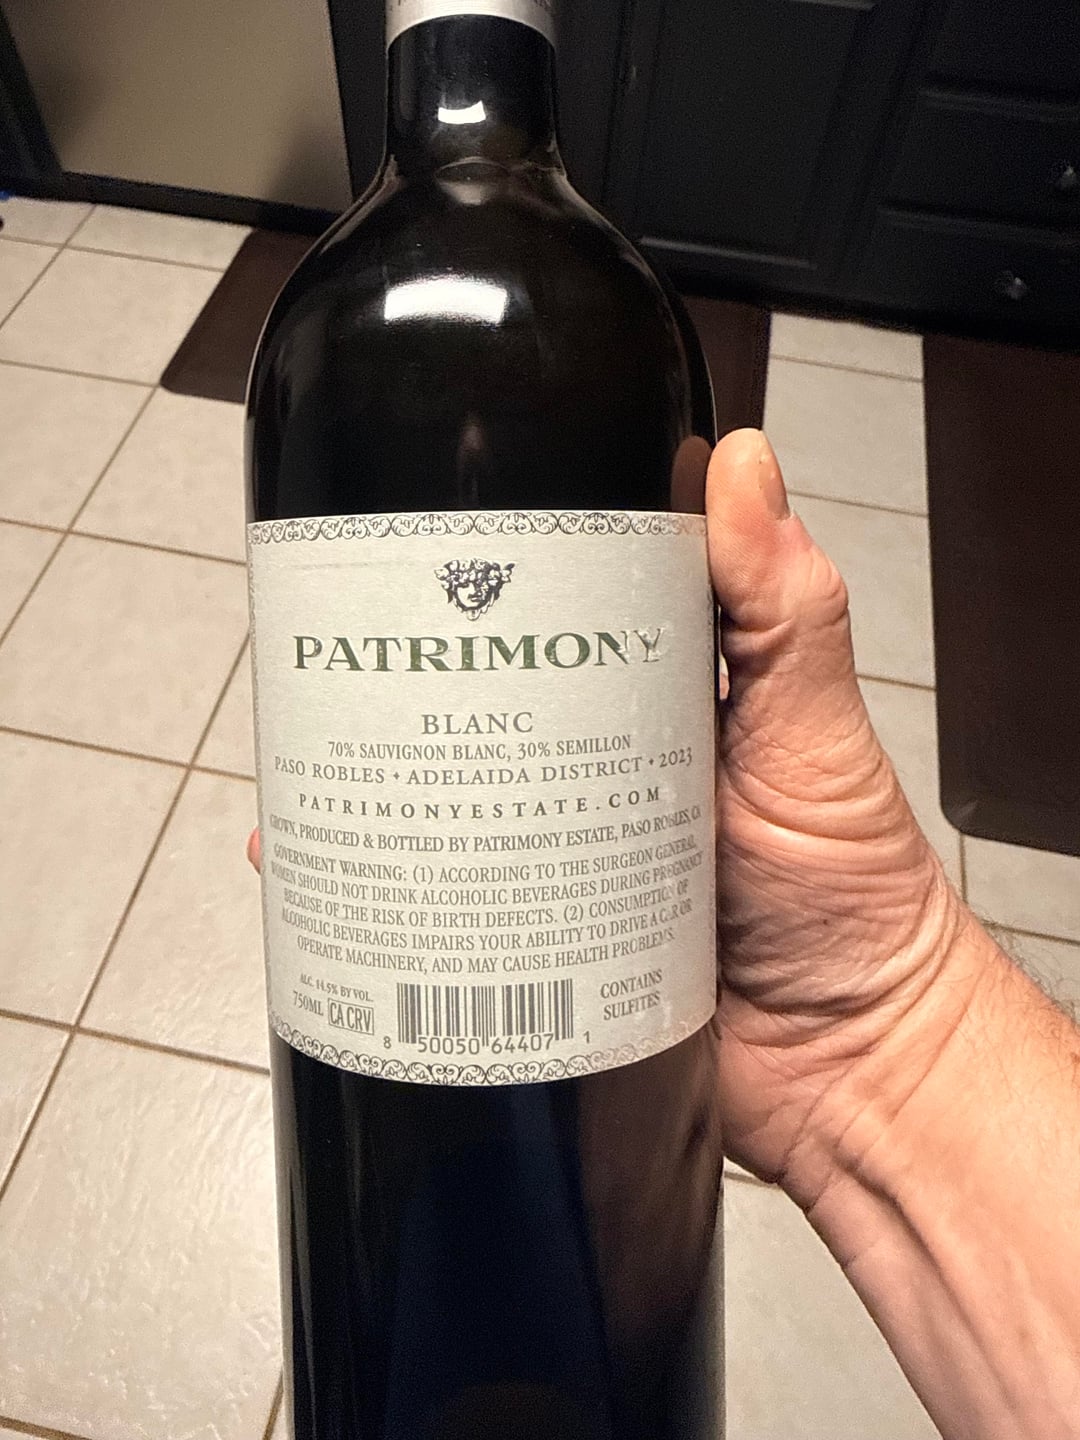 PATRIMONY
BLANC
70% SAUVIGNON BLANC, 30% SEMILLON
PASO ROBLES • ADELAIDA DISTRICT • 2023
PATRIMONYESTATE.COM
GROWN, PRODUCED & BOTTLED BY PATRIMONY ESTATE, PASO ROBLES, CA
GOVERNMENT WARNING: (1) ACCORDING TO THE SURGEON GENERAL,
WOMEN SHOULD NOT DRINK ALCOHOLIC BEVERAGES DURING PREGNANCY
BECAUSE OF THE RISK OF BIRTH DEFECTS. (2) CONSUMPTION OF
ALCOHOLIC BEVERAGES IMPAIRS YOUR ABILITY TO DRIVE A CAR OR
OPERATE MACHINERY, AND MAY CAUSE HEALTH PROBLEMS.
ALC. 14.5% BY VOL.
750ML CA CRV
8 50050 64407 1
CONTAINS
SULFITES